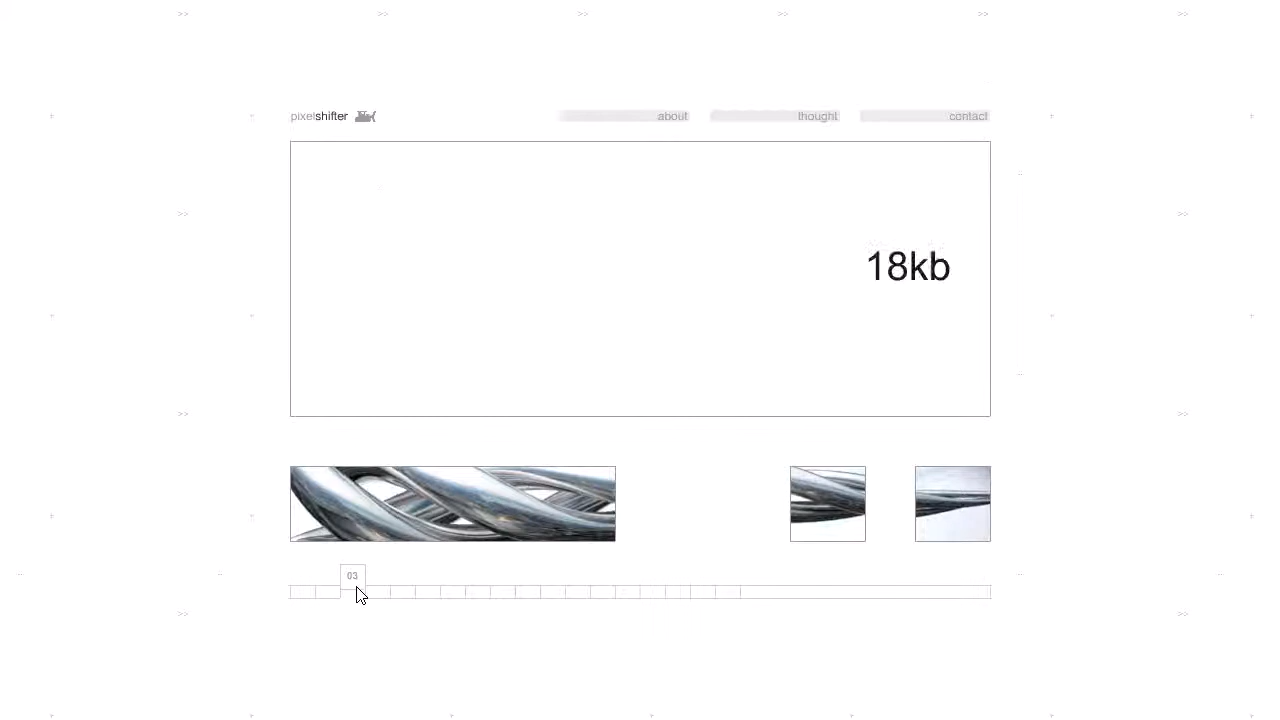 >> >> >> >> >> >>
pixelshifter
about
thought
contact
18kb
03